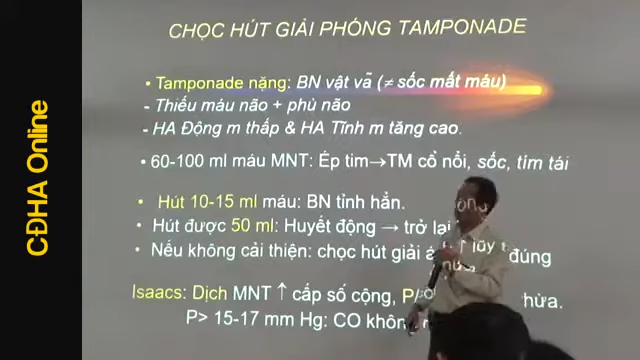 CĐHA Online
CHỌC HÚT GIẢI PHÓNG TAMPONADE
• Tamponade nặng: BN vật vã (≠ sốc mất máu)
- Thiếu máu não + phù não
- HA Động m thấp & HA Tĩnh m tăng cao.
• 60-100 ml máu MNT: Ép tim→TM cổ nổi, sốc, tím tái
• Hút 10-15 ml máu: BN tỉnh hẳn.
• Hút được 50 ml: Huyết động → trở lại
• Nếu không cải thiện: chọc hút giải đúng
Isaacs: Dịch MNT ↑ cấp số cộng,
P> 15-17 mm Hg: CO